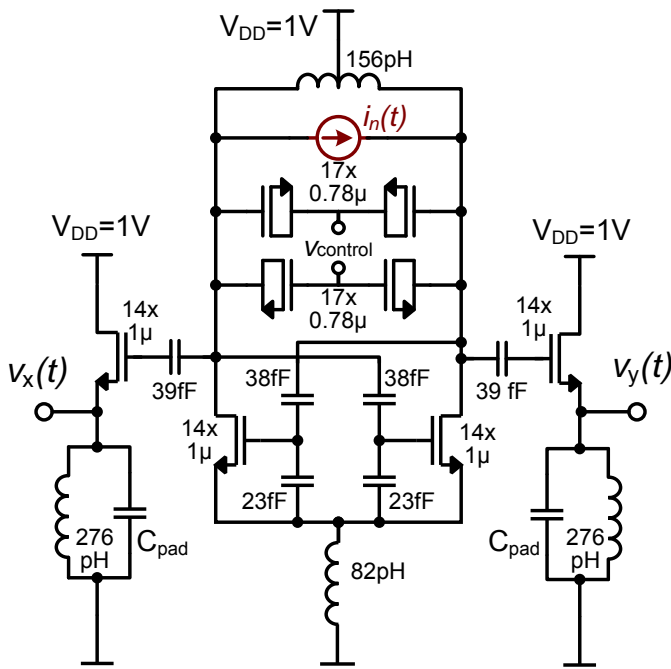 V_DD=1V
156pH
i_n(t)
17x
0.78µ
V_DD=1V
v_control
V_DD=1V
17x
0.78µ
14x
1µ
14x
1µ
v_x(t)
39fF
38fF
38fF
39 fF
v_y(t)
14x
1µ
14x
1µ
23fF
23fF
276
pH
C_pad
82pH
C_pad
276
pH